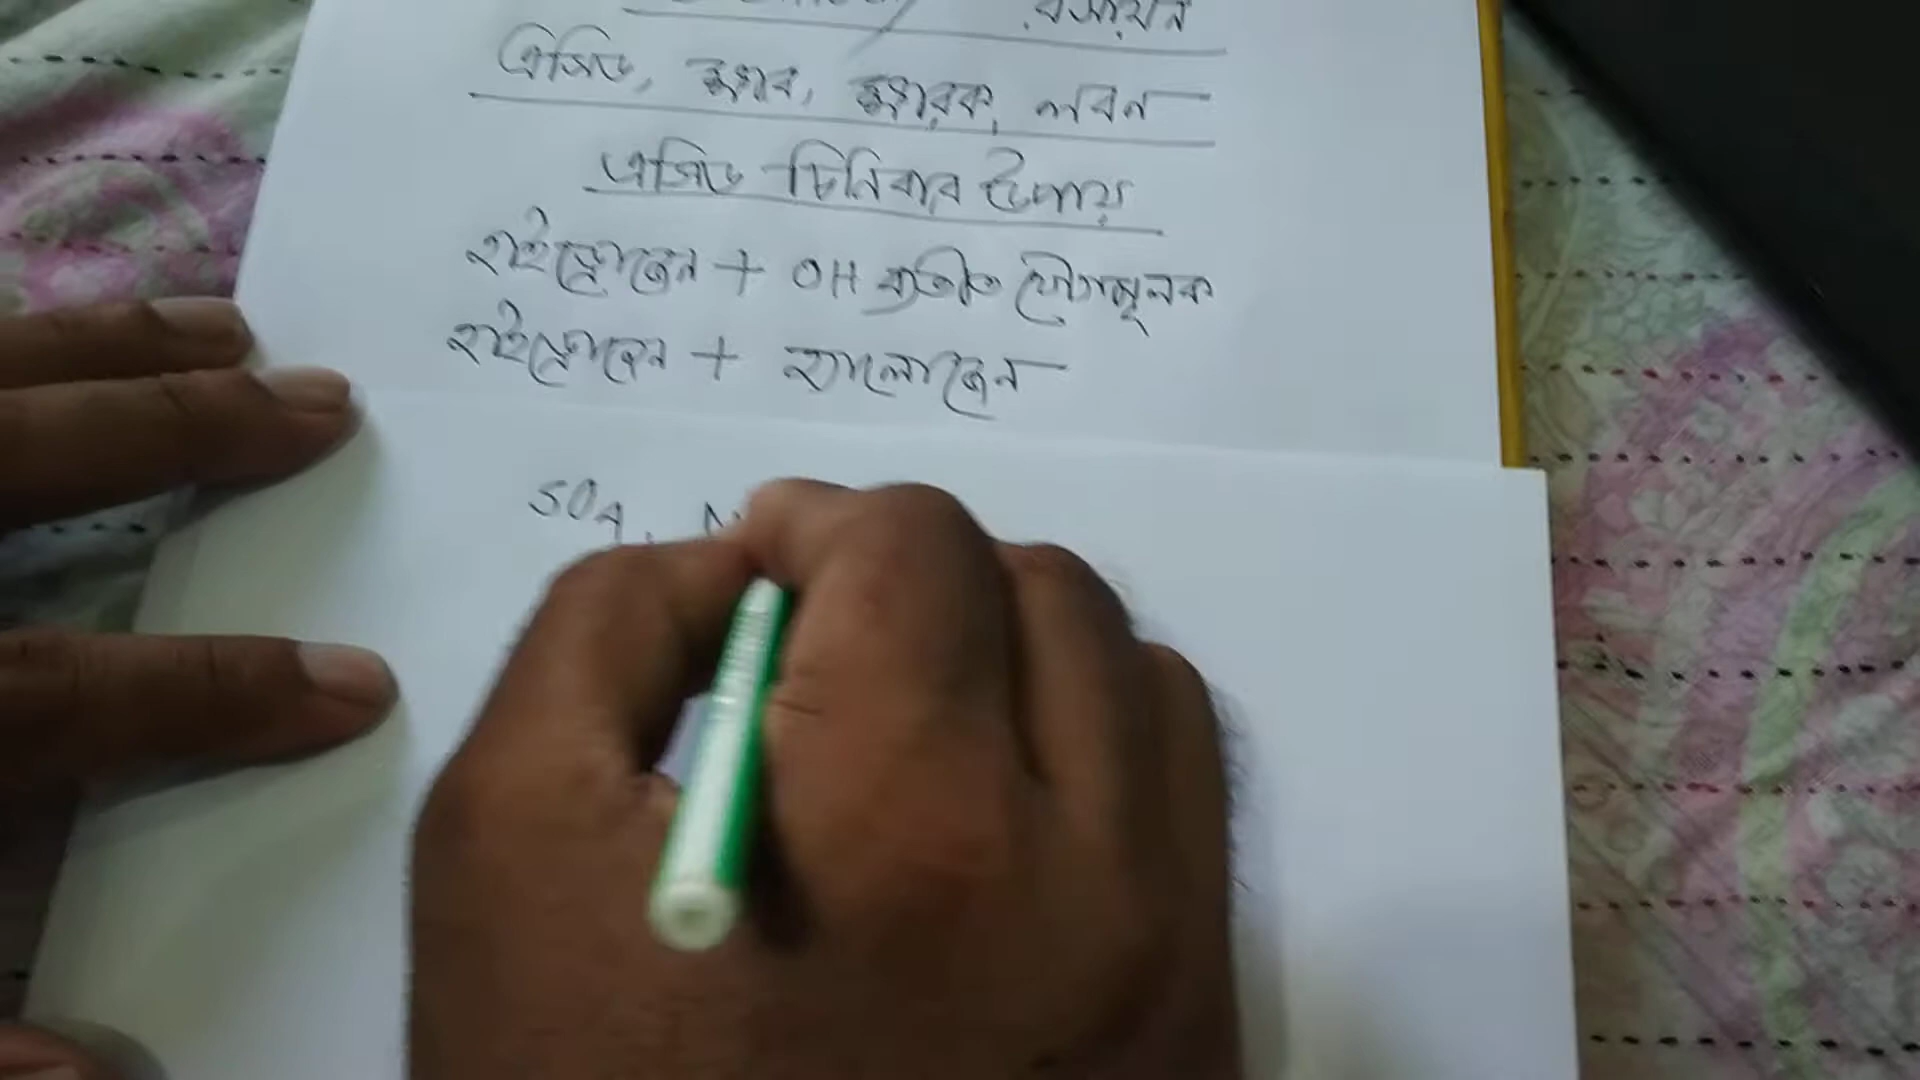 রসায়ন
এসিড, ক্ষার, ক্ষারক, লবন
এসিড চিনিবার উপায়
হাইড্রোজেন + OH ব্যতীত যৌগমূলক
হাইড্রোজেন + হ্যালোজেন
SO4, N